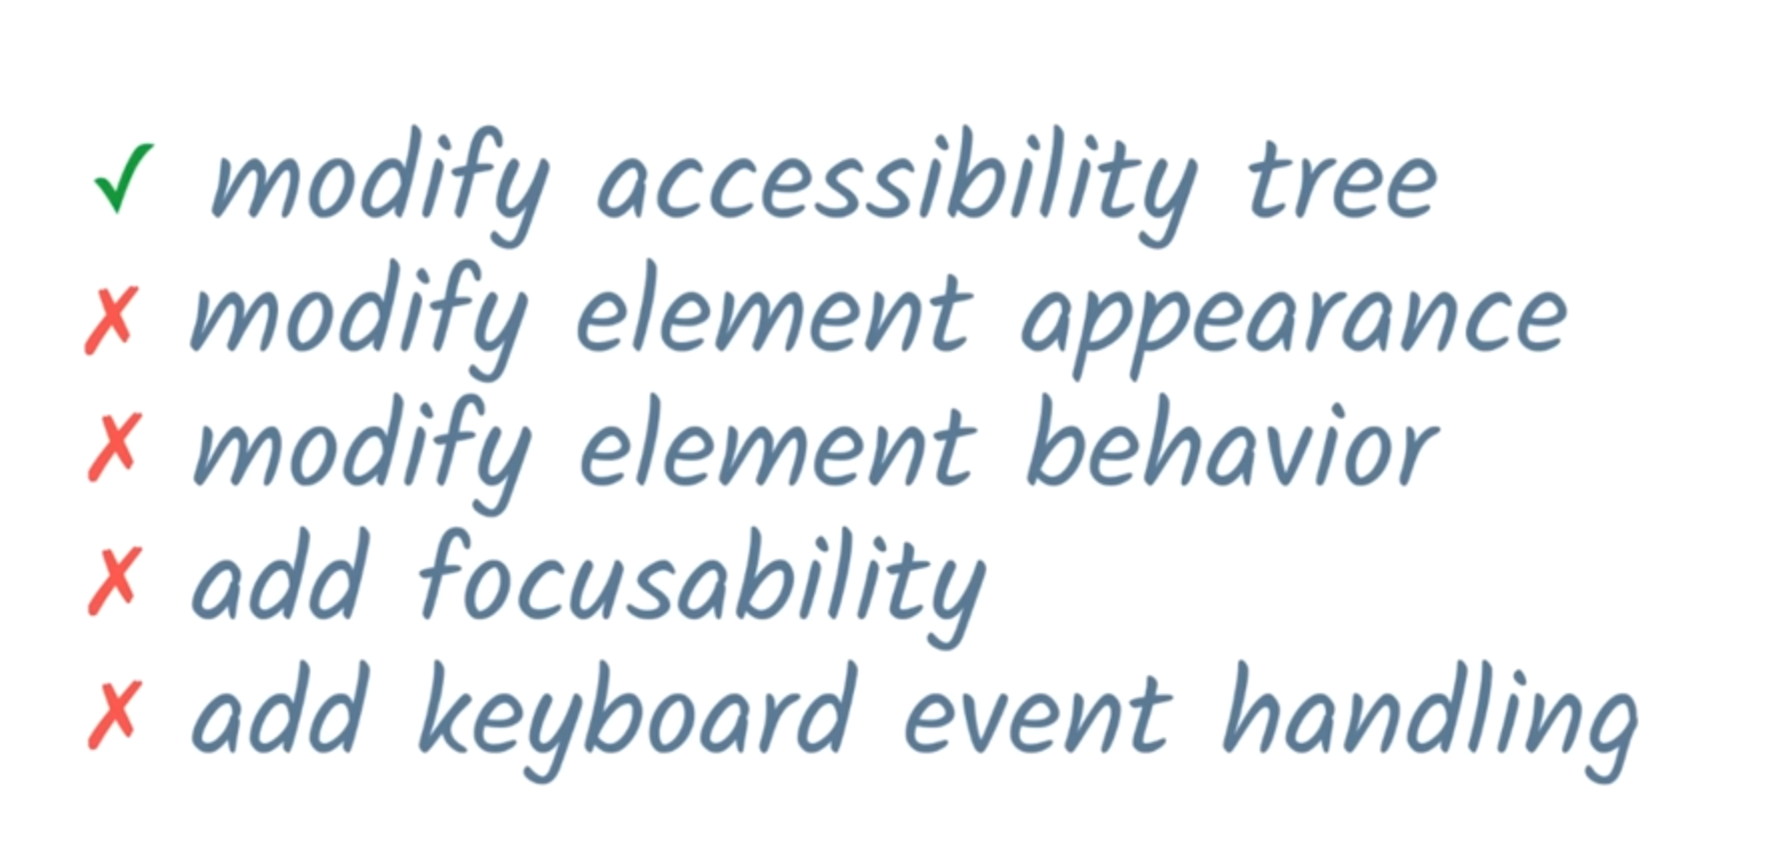 ✓ modify accessibility tree
✗ modify element appearance
✗ modify element behavior
✗ add focusability
✗ add keyboard event handling